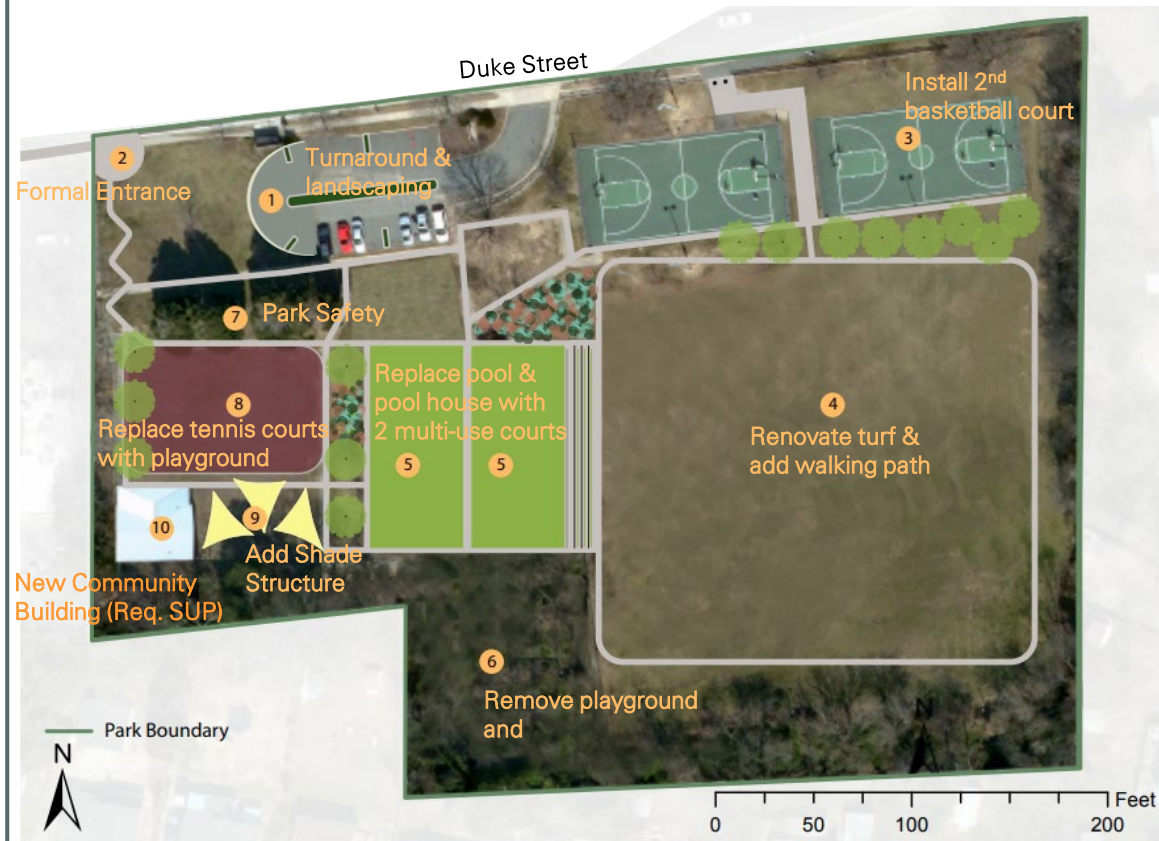 Duke Street
Install 2nd
basketball court
3
2
Formal Entrance
Turnaround &
landscaping
1
7
Park Safety
Replace pool &
pool house with
2 multi-use courts
5
5
8
Replace tennis courts
with playground
4
Renovate turf &
add walking path
10
9
Add Shade
Structure
New Community
Building (Req. SUP)
6
Remove playground
and
Park Boundary
N
N
Feet
0
50
100
200